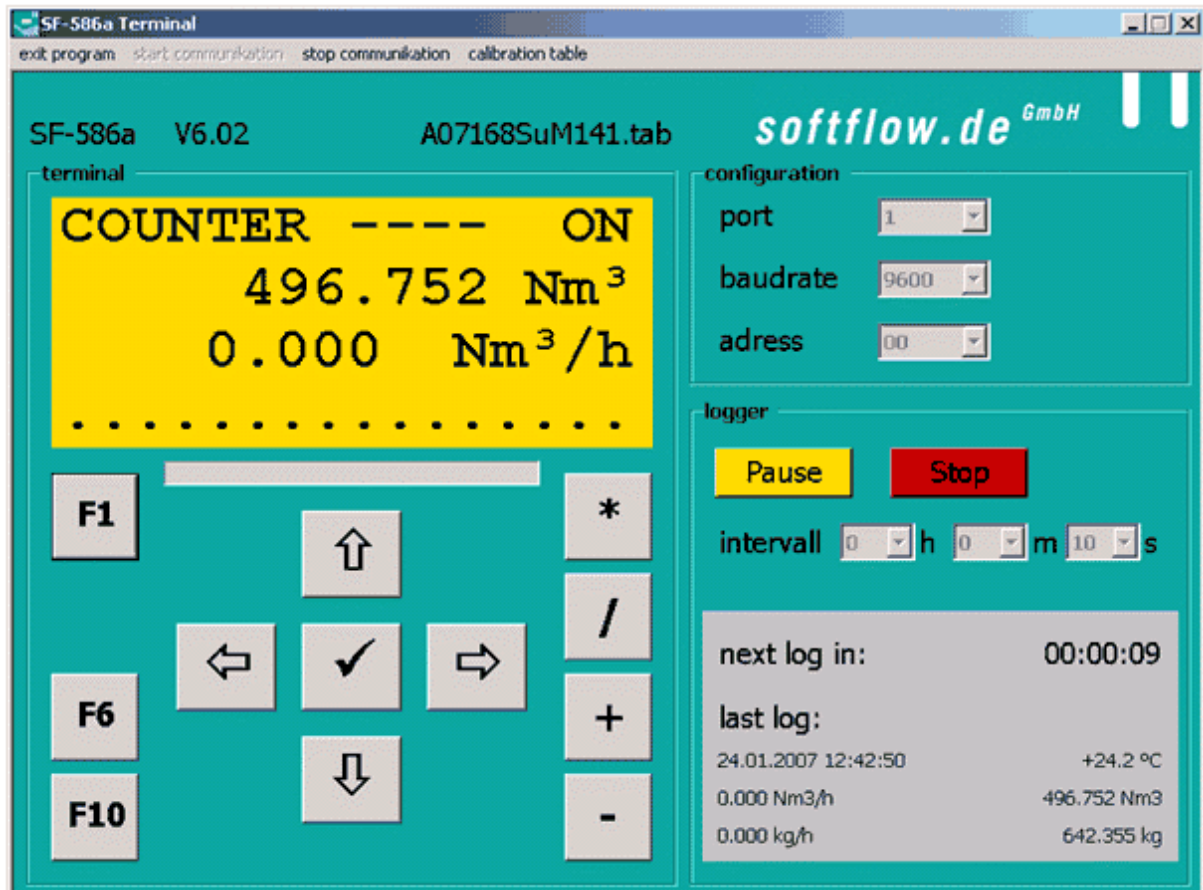 SF-586a Terminal
exit program start communikation stop communikation calibration table
SF-586a V6.02 A07168SuM141.tab
softflow.de GmbH
terminal
COUNTER ---- ON
496.752 Nm³
0.000 Nm³/h
. . . . . . . . . . . . . . . .
F1
F6
F10
*
/
+
-
configuration
port 1
baudrate 9600
adress 00
logger
Pause Stop
intervall 0 h 0 m 10 s
next log in: 00:00:09
last log:
24.01.2007 12:42:50 +24.2 ºC
0.000 Nm3/h 496.752 Nm3
0.000 kg/h 642.355 kg